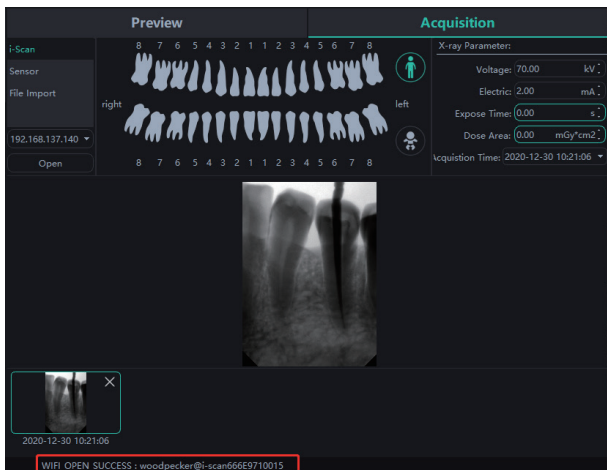 Preview Acquisition
i-Scan
Sensor
File Import
192.168.137.140
Open
8 7 6 5 4 3 2 1 1 2 3 4 5 6 7 8
right left
8 7 6 5 4 3 2 1 1 2 3 4 5 6 7 8
X-ray Parameter:
Voltage: 70.00 kV
Electric: 2.00 mA
Expose Time: 0.00 s
Dose Area: 0.00 mGy*cm2
Acquistion Time: 2020-12-30 10:21:06
2020-12-30 10:21:06
WIFI OPEN SUCCESS : woodpecker@i-scan666E9710015